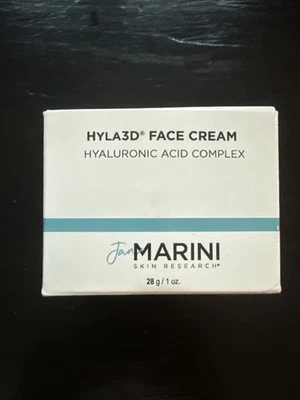 HYLA3D® FACE CREAM
HYALURONIC ACID COMPLEX
Jan MARINI
SKIN RESEARCH®
28 g / 1 oz.